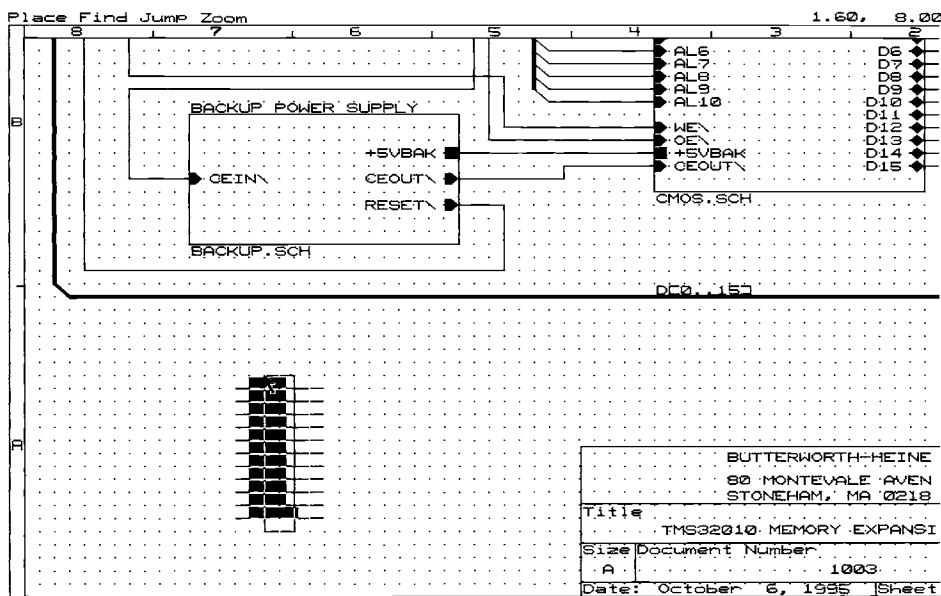 Place Find Jump Zoom 1.60, 8.00
8 7 6 5 4 3 2
AL6 D6
AL7 D7
AL8 D8
AL9 D9
AL10 D10
D11
WE\ D12
OE\ D13
+5VBAK D14
CEOUT\ D15
CMOS.SCH
B
BACKUP POWER SUPPLY
+5VBAK
CEIN\ CEOUT\
RESET\
BACKUP.SCH
D[0..15]
A
BUTTERWORTH-HEINE
80 MONTEVALE AVEN
STONEHAM, MA 0218
Title
TMS32010 MEMORY EXPANSI
Size Document Number
A 1003
Date: October 6, 1995 Sheet